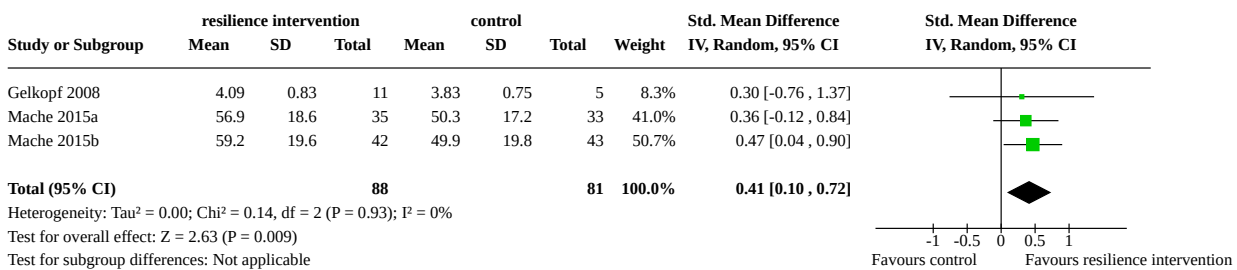 resilience intervention control Std. Mean Difference Std. Mean Difference
Study or Subgroup Mean SD Total Mean SD Total Weight IV, Random, 95% CI IV, Random, 95% CI
Gelkopf 2008 4.09 0.83 11 3.83 0.75 5 8.3% 0.30 [-0.76 , 1.37]
Mache 2015a 56.9 18.6 35 50.3 17.2 33 41.0% 0.36 [-0.12 , 0.84]
Mache 2015b 59.2 19.6 42 49.9 19.8 43 50.7% 0.47 [0.04 , 0.90]
Total (95% CI) 88 81 100.0% 0.41 [0.10 , 0.72]
Heterogeneity: Tau² = 0.00; Chi² = 0.14, df = 2 (P = 0.93); I² = 0%
Test for overall effect: Z = 2.63 (P = 0.009) -1 -0.5 0 0.5 1
Test for subgroup differences: Not applicable Favours control Favours resilience intervention